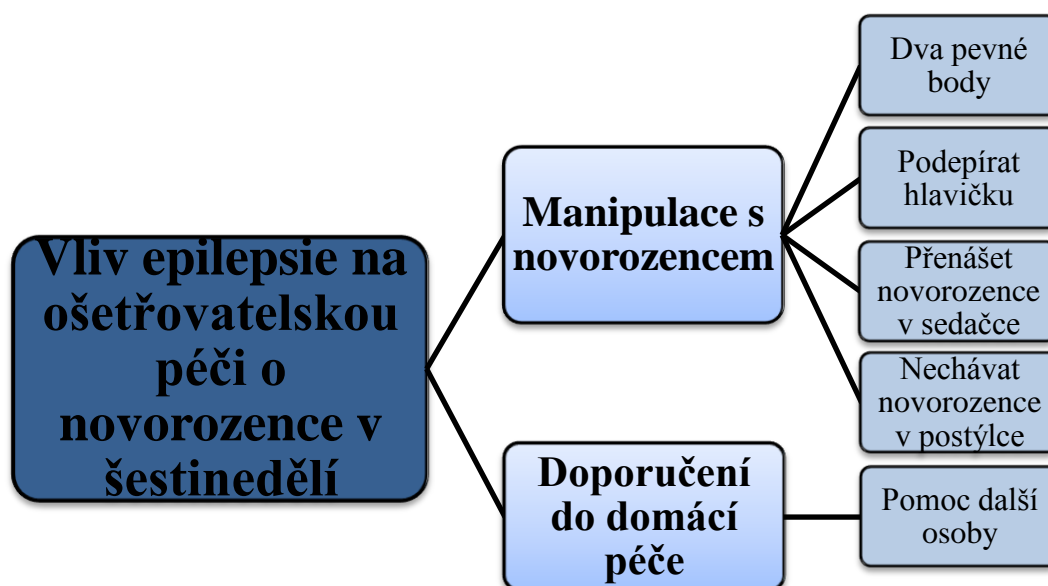 Vliv epilepsie na
ošetřovatelskou
péči o
novorozence v
šestinedělí
Manipulace s
novorozencem
Dva pevné
body
Podepírat
hlavičku
Přenášet
novorozence
v sedačce
Nechávat
novorozence
v postýlce
Doporučení
do domácí
péče
Pomoc další
osoby